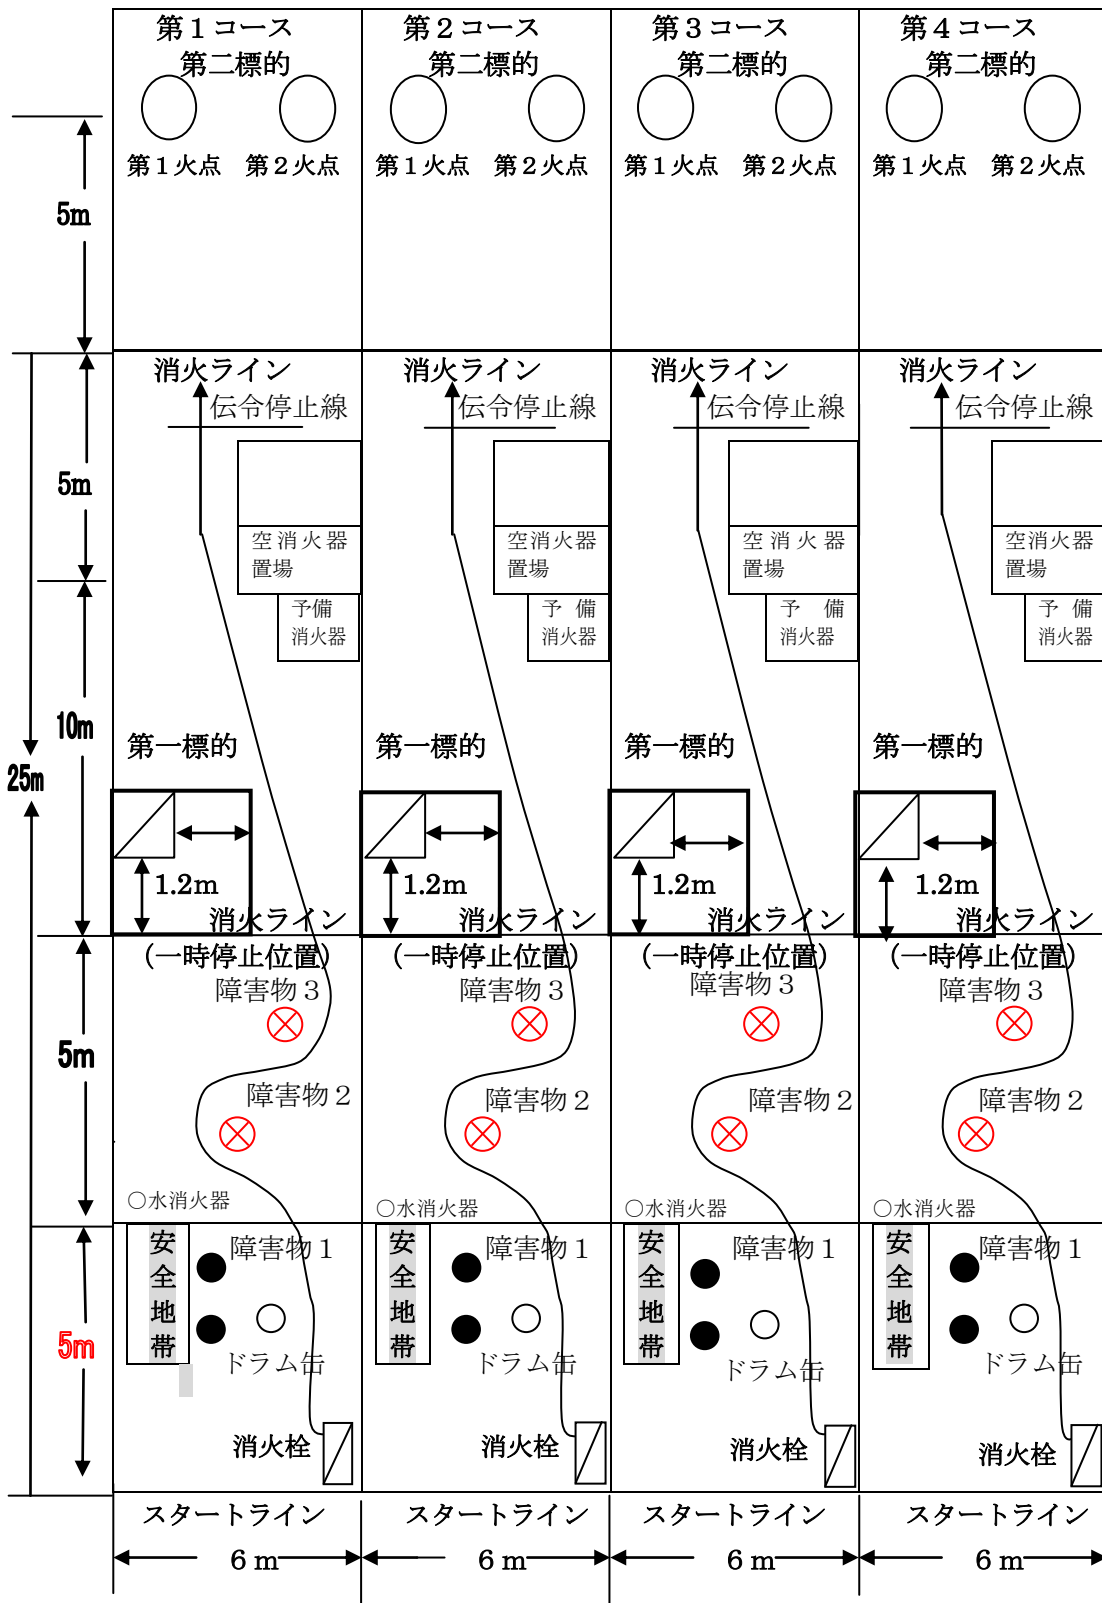 第１コース 第２コース 第３コース 第４コース
第二標的 第二標的 第二標的 第二標的
第１火点 第２火点 第１火点 第２火点 第１火点 第２火点 第１火点 第２火点
5m
消火ライン 消火ライン 消火ライン 消火ライン
伝令停止線 伝令停止線 伝令停止線 伝令停止線
5m
空消火器 空消火器 空消火器 空消火器
置場 置場 置場 置場
予備 予備 予備 予備
消火器 消火器 消火器 消火器
10m
第一標的 第一標的 第一標的 第一標的
25m
1.2m 1.2m 1.2m 1.2m
消火ライン 消火ライン 消火ライン 消火ライン
(一時停止位置) (一時停止位置) (一時停止位置) (一時停止位置)
障害物３ 障害物３ 障害物３ 障害物３
5m
障害物２ 障害物２ 障害物２ 障害物２
○水消火器 ○水消火器 ○水消火器 ○水消火器
安全地帯 安全地帯 安全地帯 安全地帯
障害物１ 障害物１ 障害物１ 障害物１
5m
ドラム缶 ドラム缶 ドラム缶 ドラム缶
消火栓 消火栓 消火栓 消火栓
スタートライン スタートライン スタートライン スタートライン
6 m 6 m 6 m 6 m